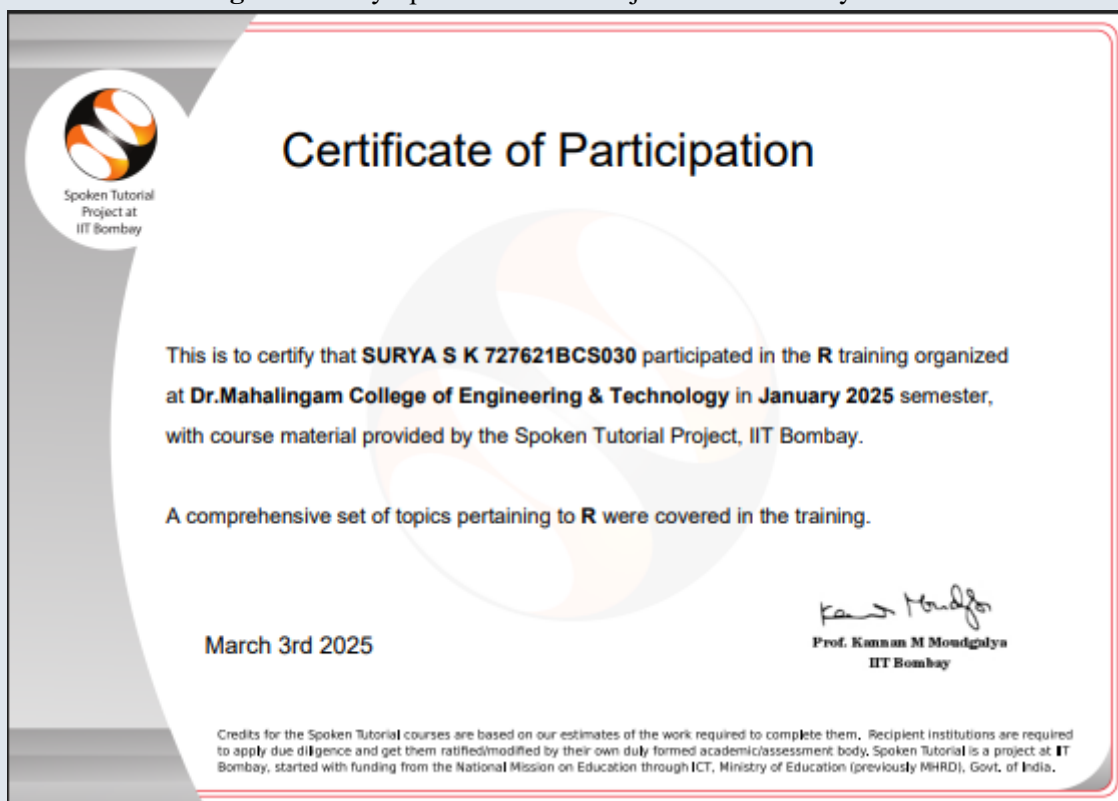 Spoken Tutorial
Project at
IIT Bombay
Certificate of Participation
This is to certify that SURYA S K 727621BCS030 participated in the R training organized
at Dr.Mahalingam College of Engineering & Technology in January 2025 semester,
with course material provided by the Spoken Tutorial Project, IIT Bombay.
A comprehensive set of topics pertaining to R were covered in the training.
March 3rd 2025
Prof. Kannan M Moudgalya
IIT Bombay
Credits for the Spoken Tutorial courses are based on our estimates of the work required to complete them. Recipient institutions are required
to apply due diligence and get them ratified/modified by their own duly formed academic/assessment body. Spoken Tutorial is a project at IIT
Bombay, started with funding from the National Mission on Education through ICT, Ministry of Education (previously MHRD), Govt. of India.